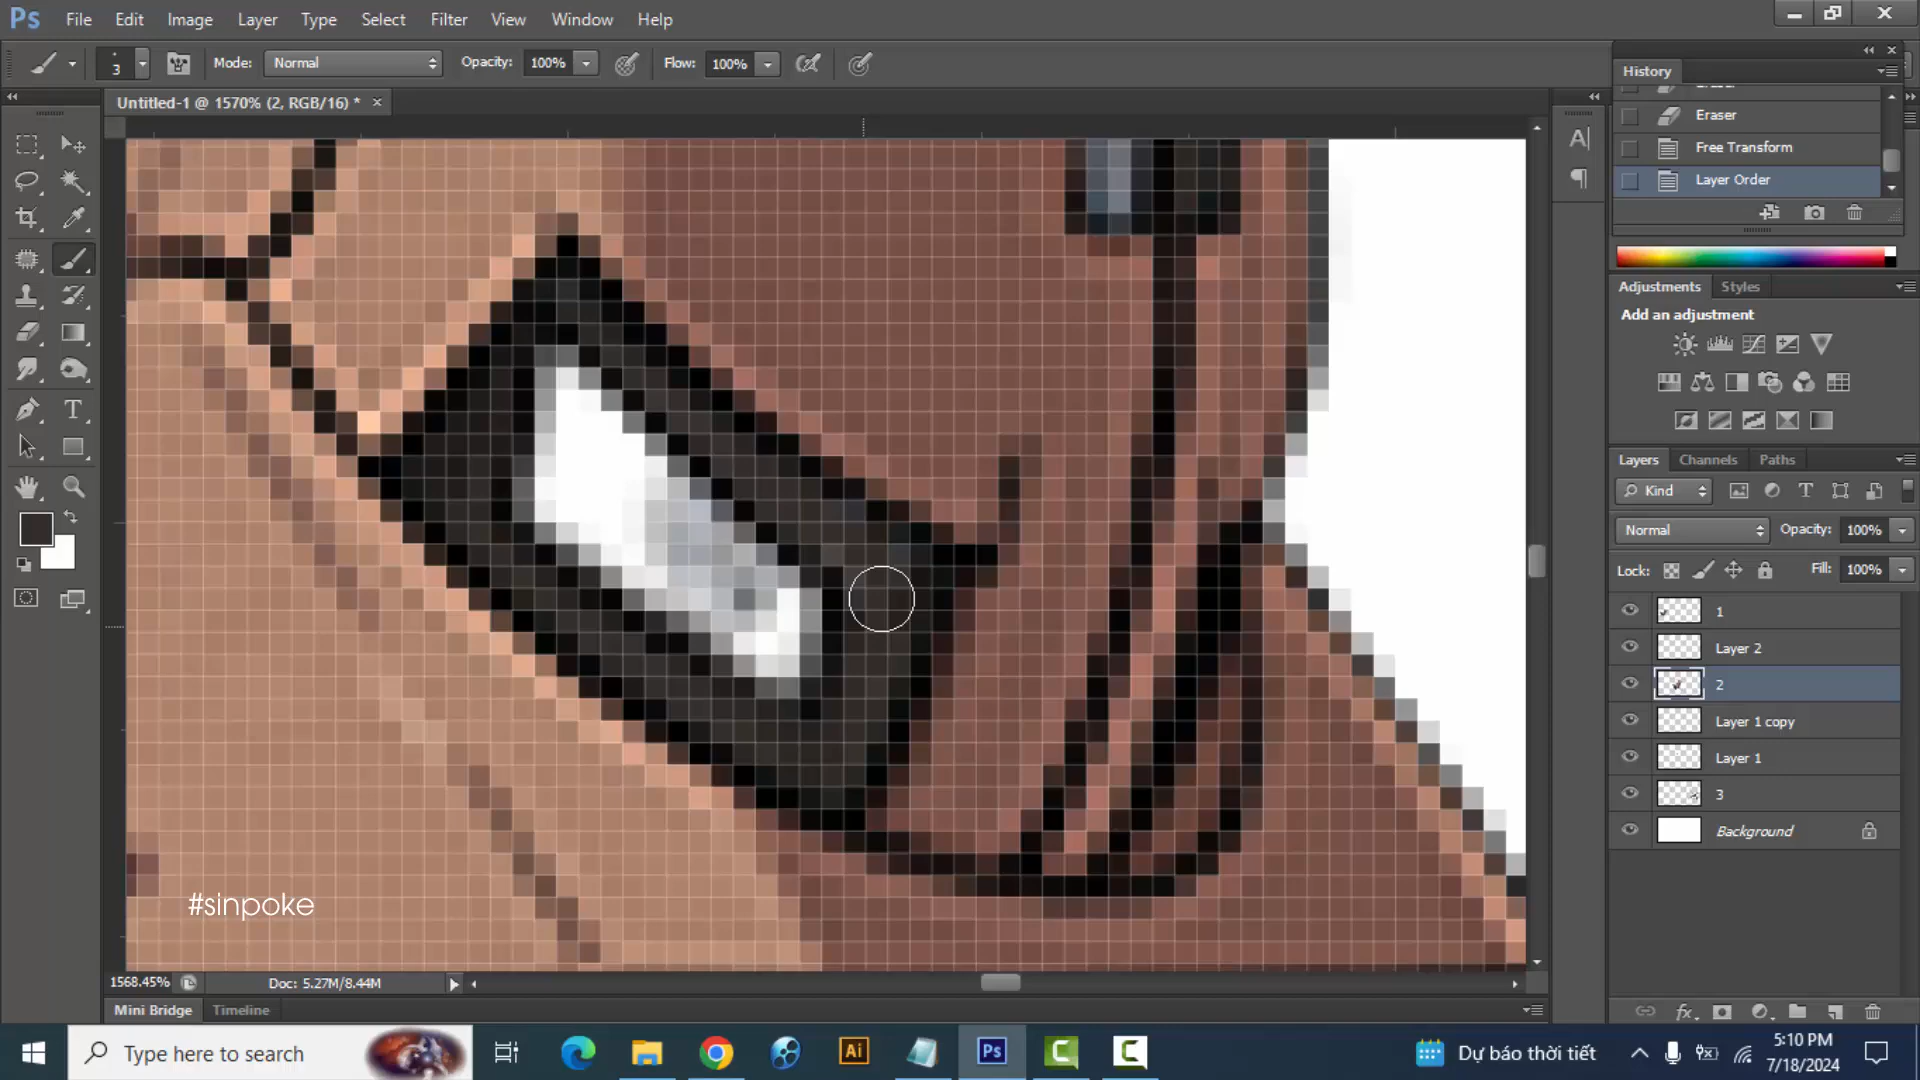 Ps File Edit Image Layer Type Select Filter View Window Help
3 Mode: Normal Opacity: 100% Flow: 100%
Untitled-1 @ 1570% (2, RGB/16) * ×
History
Eraser
Free Transform
Layer Order
Adjustments Styles
Add an adjustment
Layers Channels Paths
Kind
Normal Opacity: 100%
Lock: Fill: 100%
1
Layer 2
2
Layer 1 copy
Layer 1
3
Background
#sinpoke
1568.45% Doc: 5.27M/8.44M
Mini Bridge Timeline
Type here to search Ai Ps Dự báo thời tiết 5:10 PM
7/18/2024